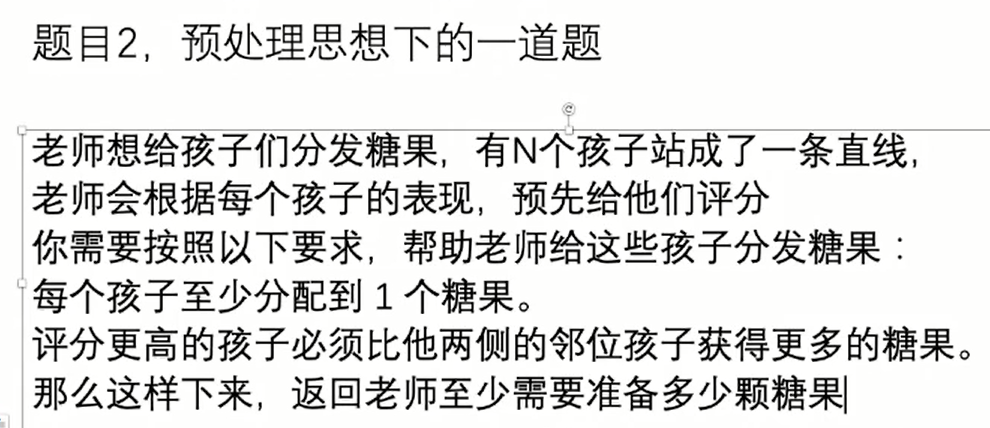 题目2，预处理思想下的一道题
老师想给孩子们分发糖果，有N个孩子站成了一条直线，
老师会根据每个孩子的表现，预先给他们评分
你需要按照以下要求，帮助老师给这些孩子分发糖果：
每个孩子至少分配到 1 个糖果。
评分更高的孩子必须比他两侧的邻位孩子获得更多的糖果。
那么这样下来，返回老师至少需要准备多少颗糖果